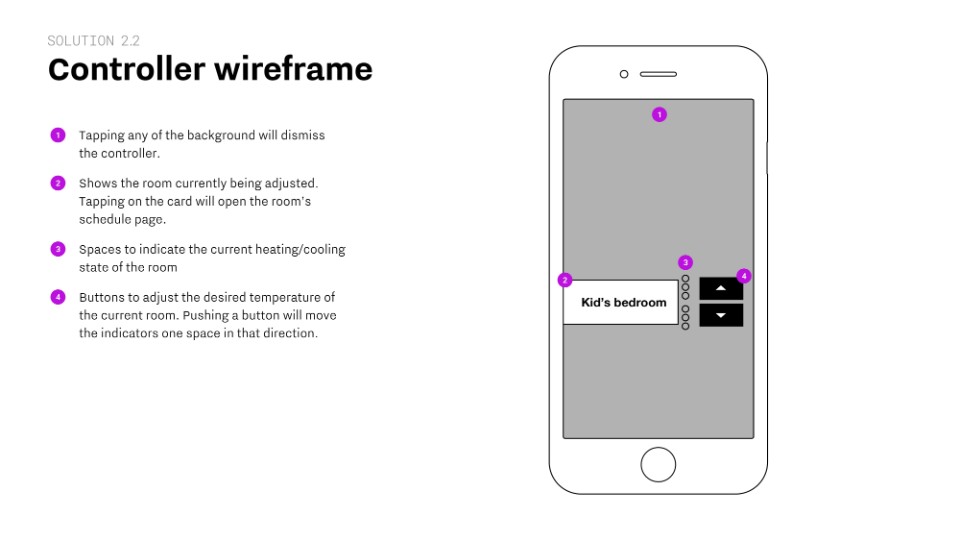 SOLUTION 2.2
Controller wireframe
1 Tapping any of the background will dismiss
the controller.
2 Shows the room currently being adjusted.
Tapping on the card will open the room's
schedule page.
3 Spaces to indicate the current heating/cooling
state of the room
4 Buttons to adjust the desired temperature of
the current room. Pushing a button will move
the indicators one space in that direction.
1
3
2
4
Kid's bedroom